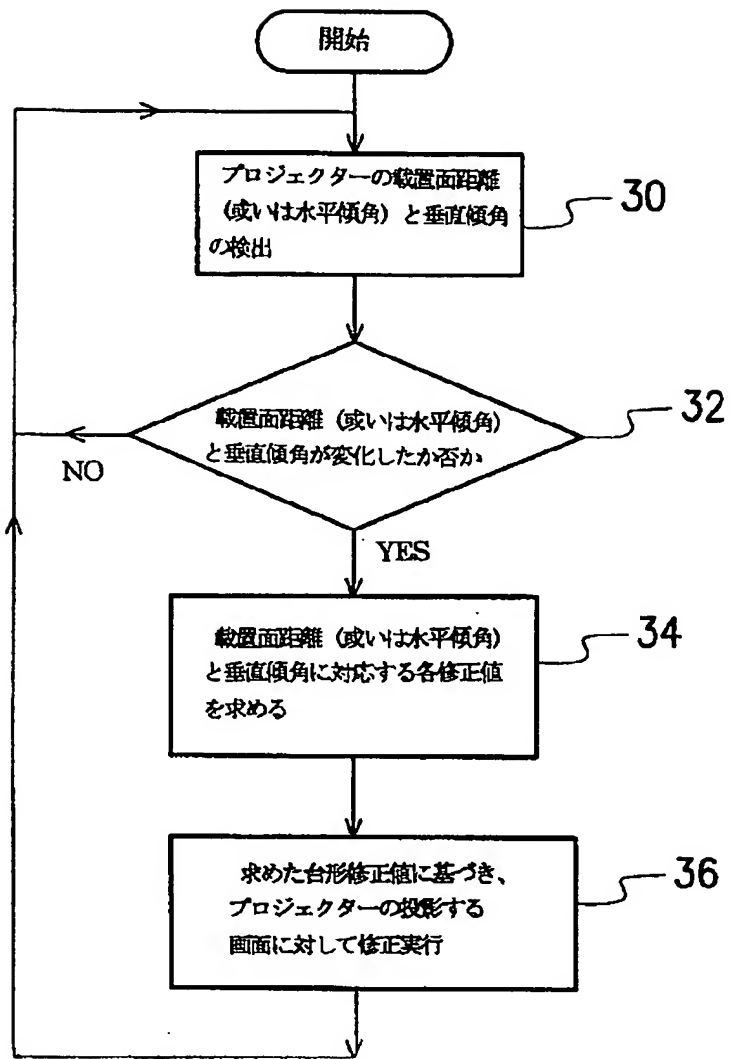 開始
プロジェクターの載置面距離
(或いは水平傾角) と垂直傾角
の検出
30
載置面距離 (或いは水平傾角)
と垂直傾角が変化したか否か
32
NO
YES
載置面距離 (或いは水平傾角)
と垂直傾角に対応する各修正値
を求める
34
求めた台形修正値に基づき、
プロジェクターの投影する
画面に対して修正実行
36